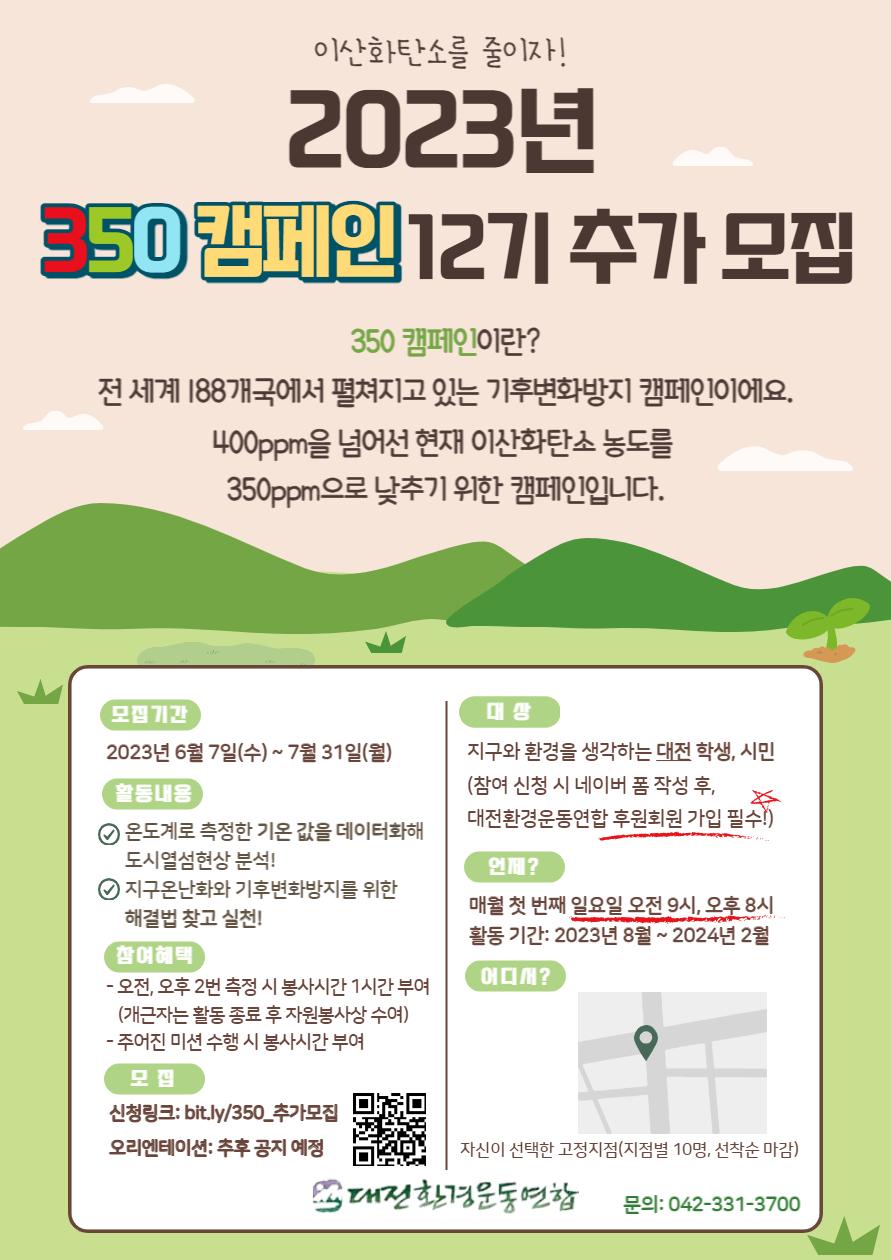 이산화탄소를 줄이자!
2023년
350 캠페인 12기 추가 모집
350 캠페인이란?
전 세계 188개국에서 펼쳐지고 있는 기후변화방지 캠페인이에요.
400ppm을 넘어선 현재 이산화탄소 농도를
350ppm으로 낮추기 위한 캠페인입니다.
모집기간
2023년 6월 7일(수) ~ 7월 31일(월)
활동내용
온도계로 측정한 기온 값을 데이터화해
도시열섬현상 분석!
지구온난화와 기후변화방지를 위한
해결법 찾고 실천!
참여혜택
- 오전, 오후 2번 측정 시 봉사시간 1시간 부여
(개근자는 활동 종료 후 자원봉사상 수여)
- 주어진 미션 수행 시 봉사시간 부여
모 집
신청링크: bit.ly/350_추가모집
오리엔테이션: 추후 공지 예정
대 상
지구와 환경을 생각하는 대전 학생, 시민
(참여 신청 시 네이버 폼 작성 후,
대전환경운동연합 후원회원 가입 필수!)
언제?
매월 첫 번째 일요일 오전 9시, 오후 8시
활동 기간: 2023년 8월 ~ 2024년 2월
어디서?
자신이 선택한 고정지점(지점별 10명, 선착순 마감)
대전환경운동연합
문의: 042-331-3700